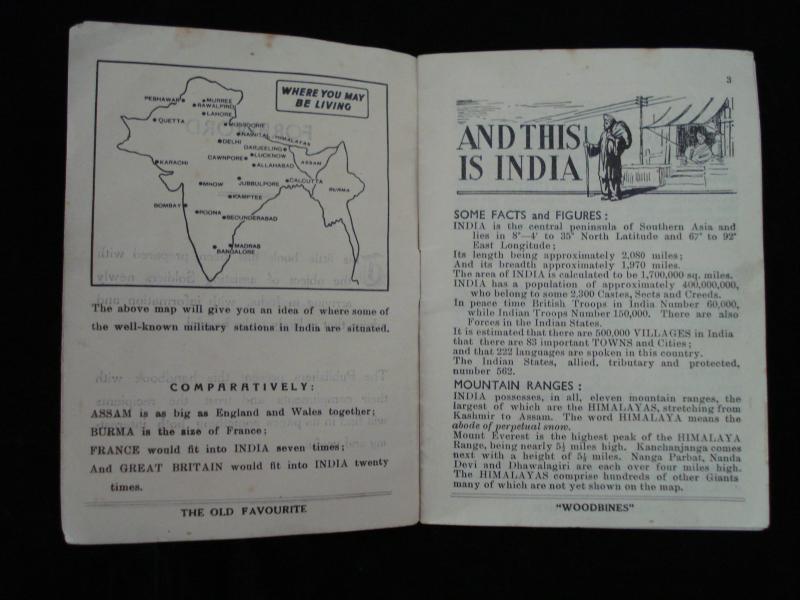 WHERE YOU MAY
BE LIVING
PESHAWAR
MURREE
RAWALPINDI
LAHORE
QUETTA
MUSSOORIE
NAINITAL
HIMALAYAS
DELHI
DARJEELING
CAWNPORE
LUCKNOW
ASSAM
KARACHI
ALLAHABAD
JUBBULPORE
CALCUTTA
MHOW
BURMA
KAMPTEE
BOMBAY
POONA
SECUNDERABAD
MADRAS
BANGALORE
The above map will give you an idea of where some of
the well-known military stations in India are situated.
COMPARATIVELY:
ASSAM is as big as England and Wales together;
BURMA is the size of France;
FRANCE would fit into INDIA seven times;
And GREAT BRITAIN would fit into INDIA twenty
times.
THE OLD FAVOURITE
3
AND THIS
IS INDIA
SOME FACTS and FIGURES:
INDIA is the central peninsula of Southern Asia and
lies in 8°—4' to 35° North Latitude and 67° to 92°
East Longitude;
Its length being approximately 2,080 miles;
And its breadth approximately 1,970 miles.
The area of INDIA is calculated to be 1,700,000 sq. miles.
INDIA has a population of approximately 400,000,000,
who belong to some 2,300 Castes, Sects and Creeds.
In peace time British Troops in India Number 60,000,
while Indian Troops Number 150,000. There are also
Forces in the Indian States.
It is estimated that there are 500,000 VILLAGES in India
that there are 83 important TOWNS and Cities;
and that 222 languages are spoken in this country.
The Indian States, allied, tributary and protected,
number 562.
MOUNTAIN RANGES:
INDIA possesses, in all, eleven mountain ranges, the
largest of which are the HIMALAYAS, stretching from
Kashmir to Assam. The word HIMALAYA means the
abode of perpetual snow.
Mount Everest is the highest peak of the HIMALAYA
Range, being nearly 5½ miles high. Kanchanjanga comes
next with a height of 5¼ miles. Nanga Parbat, Nanda
Devi and Dhawalagiri are each over four miles high.
The HIMALAYAS comprise hundreds of other Giants
many of which are not yet shown on the map.
"WOODBINES"